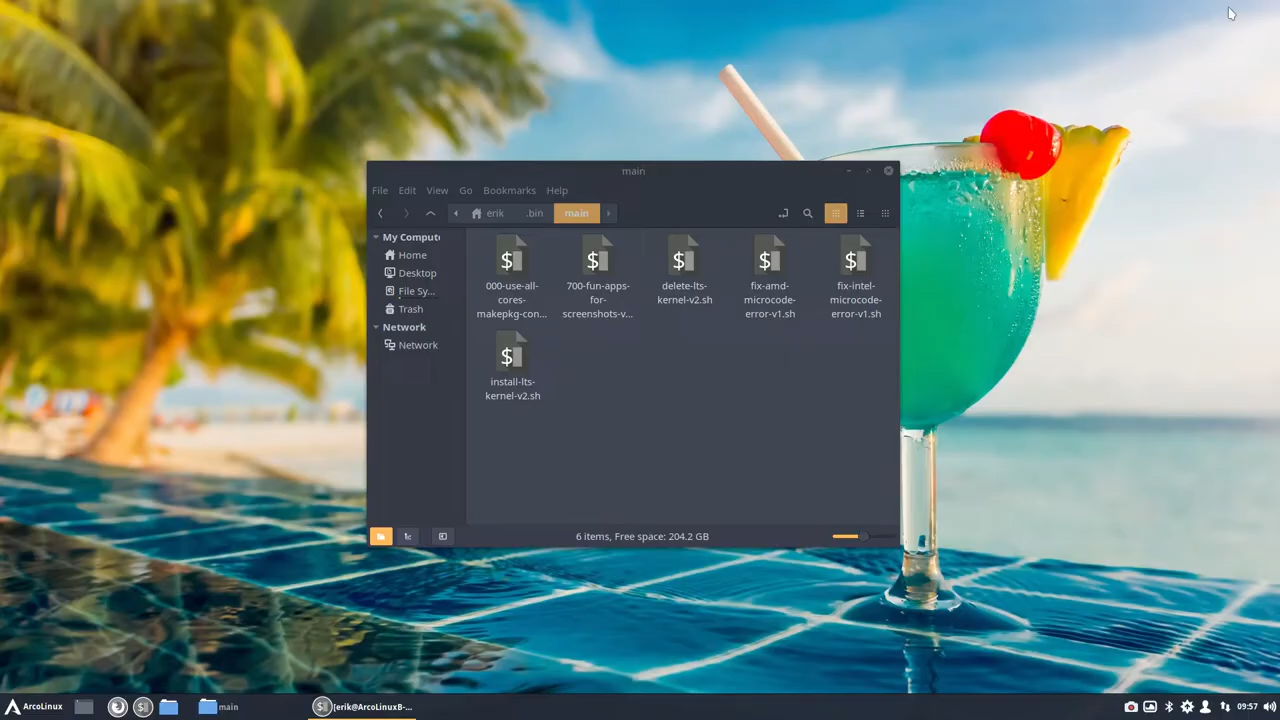 main
File Edit View Go Bookmarks Help
erik .bin main
My Compute
Home
Desktop
File Sy...
Trash
Network
Network
000-use-all-
cores-
makepkg-con...
700-fun-apps-
for-
screenshots-v...
delete-lts-
kernel-v2.sh
fix-amd-
microcode-
error-v1.sh
fix-intel-
microcode-
error-v1.sh
install-lts-
kernel-v2.sh
6 items, Free space: 204.2 GB
ArcoLinux main [erik@ArcoLinuxB-... 09:57